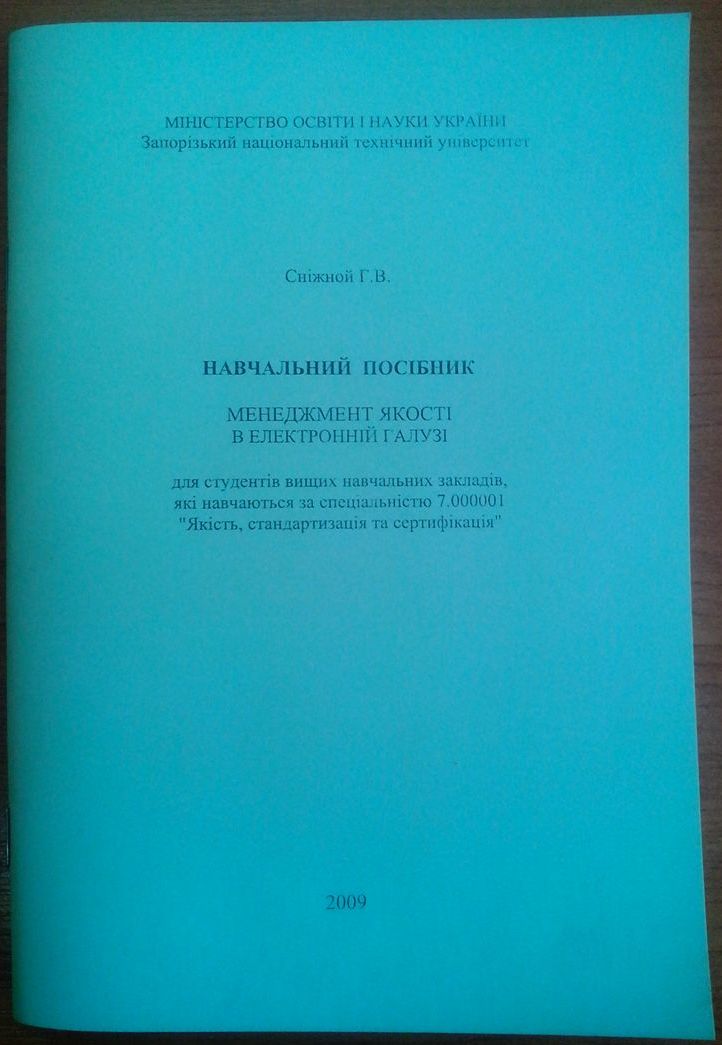 МІНІСТЕРСТВО ОСВІТИ І НАУКИ УКРАЇНИ
Запорізький національний технічний університет
Сніжной Г.В.
НАВЧАЛЬНИЙ ПОСІБНИК
МЕНЕДЖМЕНТ ЯКОСТІ
В ЕЛЕКТРОННІЙ ГАЛУЗІ
для студентів вищих навчальних закладів,
які навчаються за спеціальністю 7.000001
"Якість, стандартизація та сертифікація"
2009